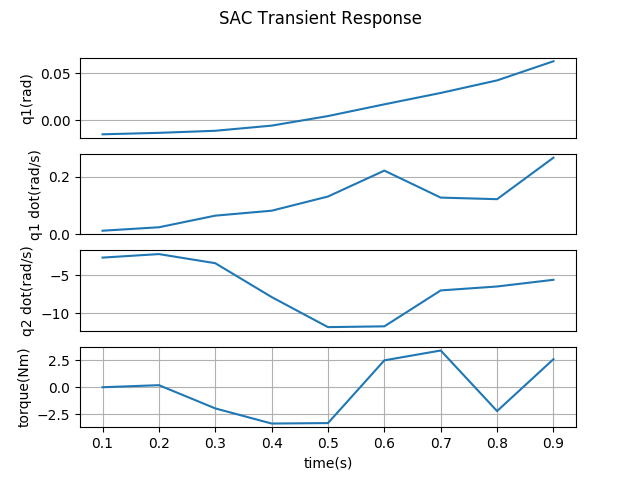 SAC Transient Response
q1(rad)
0.05
0.00
q1 dot(rad/s)
0.2
0.0
q2 dot(rad/s)
−5
−10
torque(Nm)
2.5
0.0
−2.5
0.1 0.2 0.3 0.4 0.5 0.6 0.7 0.8 0.9
time(s)